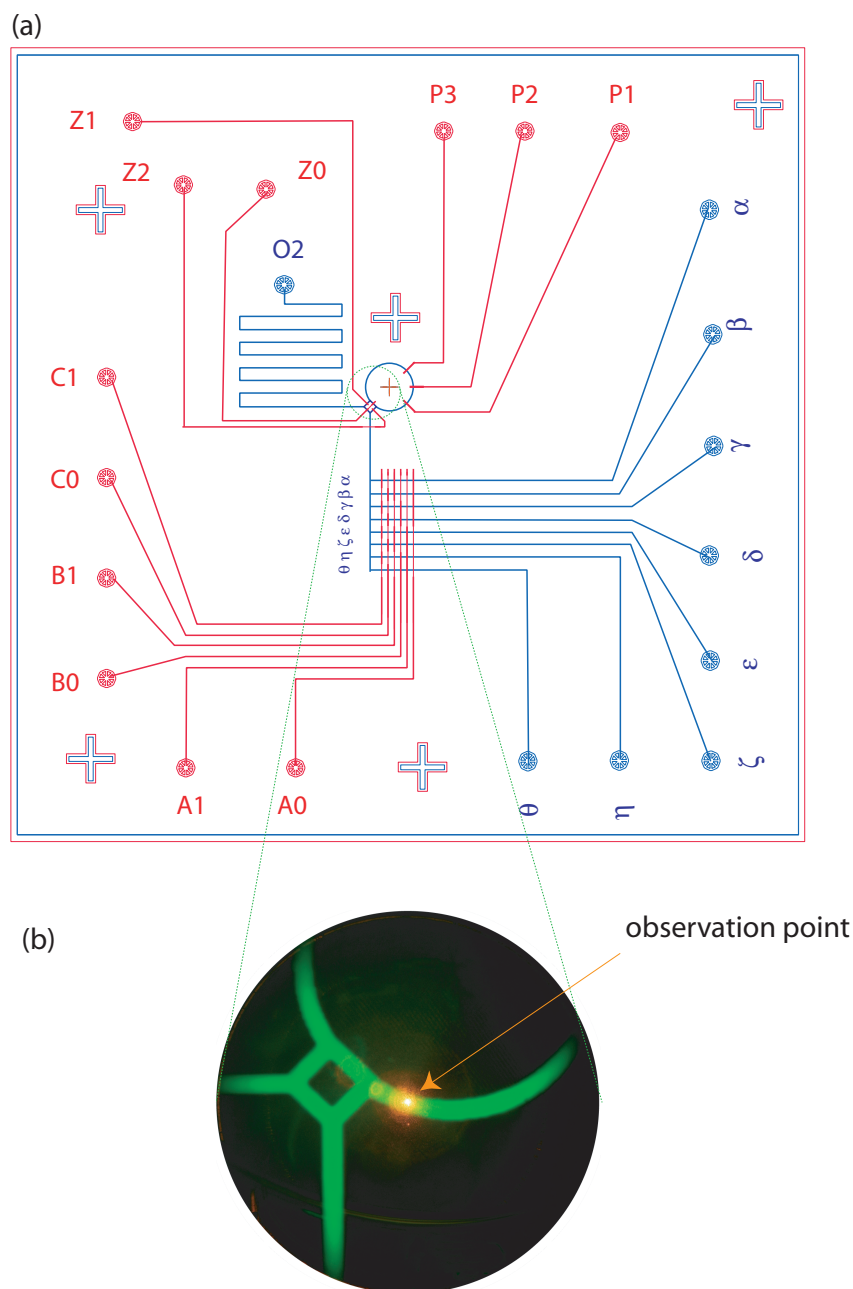 (a)
P3 P2 P1
Z1
Z2 Z0
α
O2
β
C1
γ
C0
θ η ζ ε δ γ β α
δ
B1
ε
B0
ζ
A1 A0 θ η
(b)
observation point